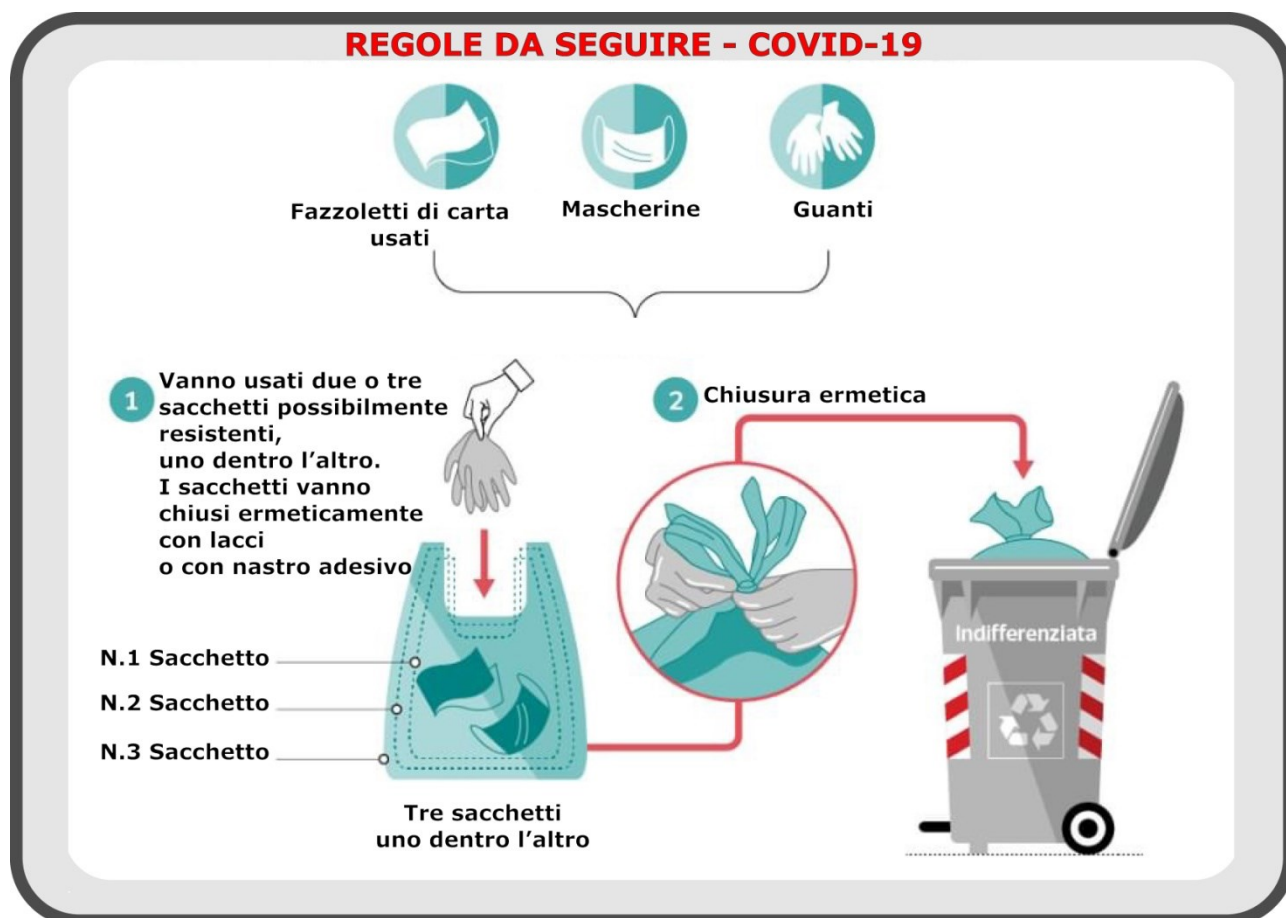 REGOLE DA SEGUIRE - COVID-19
Fazzoletti di carta
usati
Mascherine
Guanti
1
Vanno usati due o tre
sacchetti possibilmente
resistenti,
uno dentro l'altro.
I sacchetti vanno
chiusi ermeticamente
con lacci
o con nastro adesivo
2
Chiusura ermetica
Indifferenziata
N.1 Sacchetto
N.2 Sacchetto
N.3 Sacchetto
Tre sacchetti
uno dentro l'altro